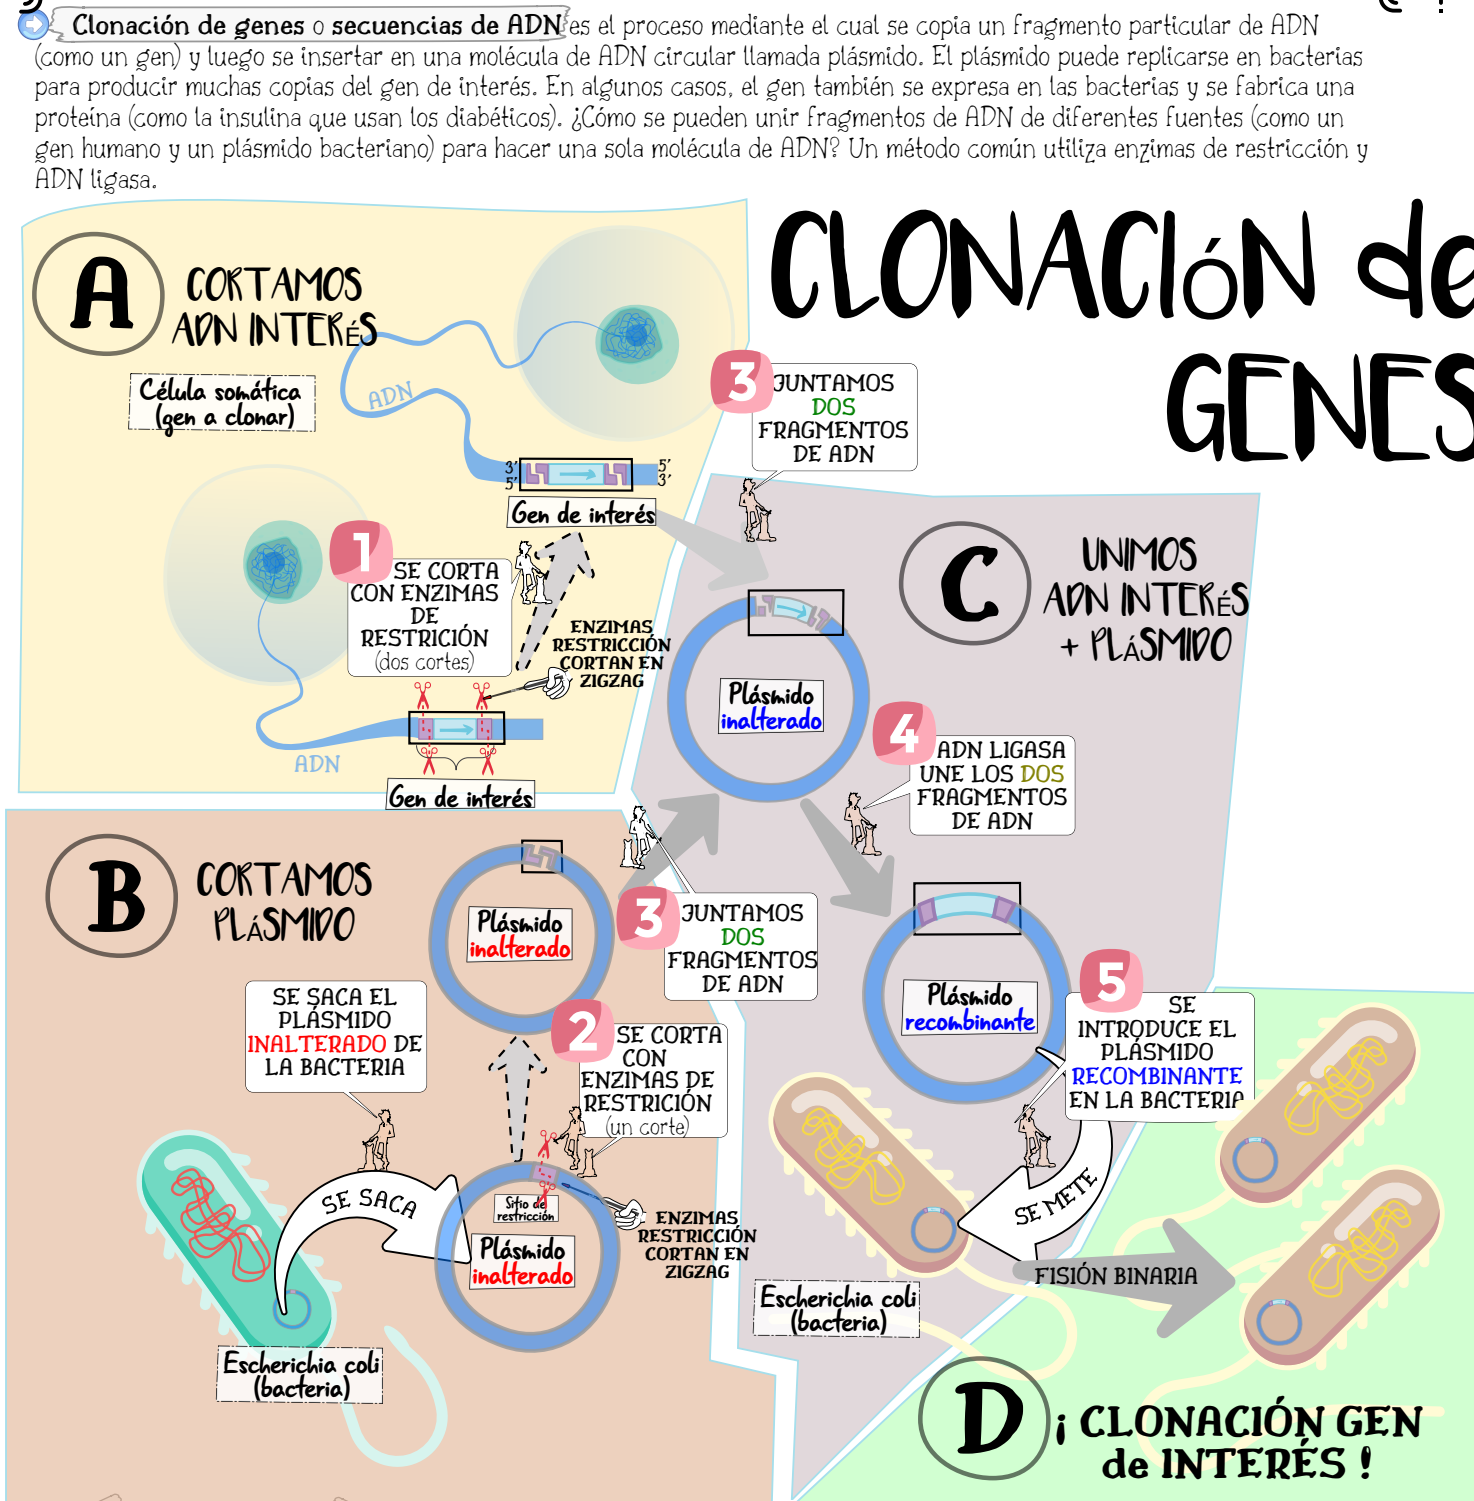 Clonación de genes o secuencias de ADN es el proceso mediante el cual se copia un fragmento particular de ADN
(como un gen) y luego se insertar en una molécula de ADN circular llamada plásmido. El plásmido puede replicarse en bacterias
para producir muchas copias del gen de interés. En algunos casos, el gen también se expresa en las bacterias y se fabrica una
proteína (como la insulina que usan los diabéticos). ¿Cómo se pueden unir fragmentos de ADN de diferentes fuentes (como un
gen humano y un plásmido bacteriano) para hacer una sola molécula de ADN? Un método común utiliza enzimas de restricción y
ADN ligasa.
CLONACIÓN de
GENES
A
CORTAMOS
ADN INTERÉS
Célula somática
(gen a clonar)
ADN
3'
5'
5'
3'
Gen de interés
1
SE CORTA
CON ENZIMAS
DE
RESTRICIÓN
(dos cortes)
ENZIMAS
RESTRICCIÓN
CORTAN EN
ZIGZAG
ADN
Gen de interés
3
JUNTAMOS
DOS
FRAGMENTOS
DE ADN
C
UNIMOS
ADN INTERÉS
+ PLÁSMIDO
Plásmido
inalterado
4
ADN LIGASA
UNE LOS DOS
FRAGMENTOS
DE ADN
B
CORTAMOS
PLÁSMIDO
Plásmido
inalterado
3
JUNTAMOS
DOS
FRAGMENTOS
DE ADN
SE SACA EL
PLÁSMIDO
INALTERADO DE
LA BACTERIA
2
SE CORTA
CON
ENZIMAS DE
RESTRICIÓN
(un corte)
SE SACA
Sitio de
restricción
Plásmido
inalterado
ENZIMAS
RESTRICCIÓN
CORTAN EN
ZIGZAG
Escherichia coli
(bacteria)
Plásmido
recombinante
5
SE
INTRODUCE EL
PLÁSMIDO
RECOMBINANTE
EN LA BACTERIA
SE METE
FISIÓN BINARIA
Escherichia coli
(bacteria)
D
¡ CLONACIÓN GEN
de INTERÉS !